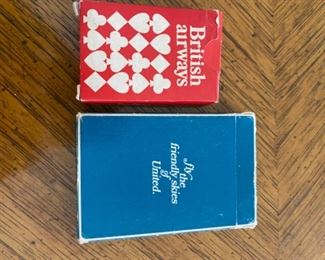 British
airways
Fly the
friendly skies
of
United.